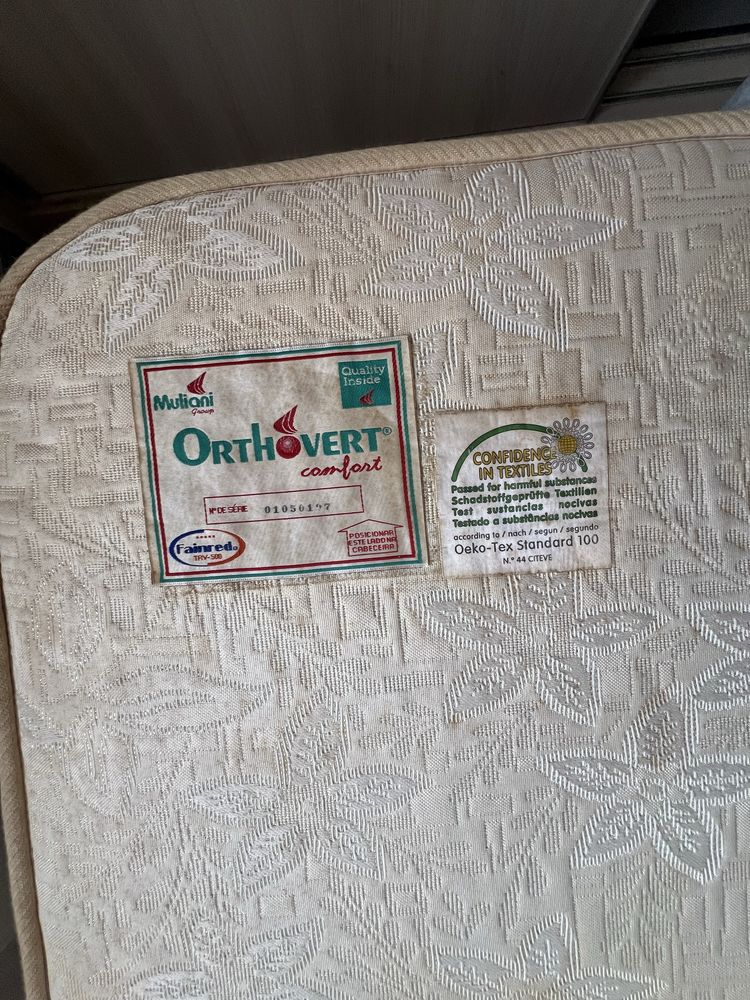 Muliani
Group
Quality
Inside
ORTHOVERT®
comfort
Nº DE SÉRIE
Fainred®
TRV-500
POSICIONAR
ESTE LADO NA
CABECEIRA
CONFIDENCE
IN TEXTILES
Passed for harmful substances
Schadstoffgeprüfte Textilien
Test sustancias nocivas
Testado a substâncias nocivas
according to / nach / segun / segundo
Oeko-Tex Standard 100
N.º 44 CITEVE